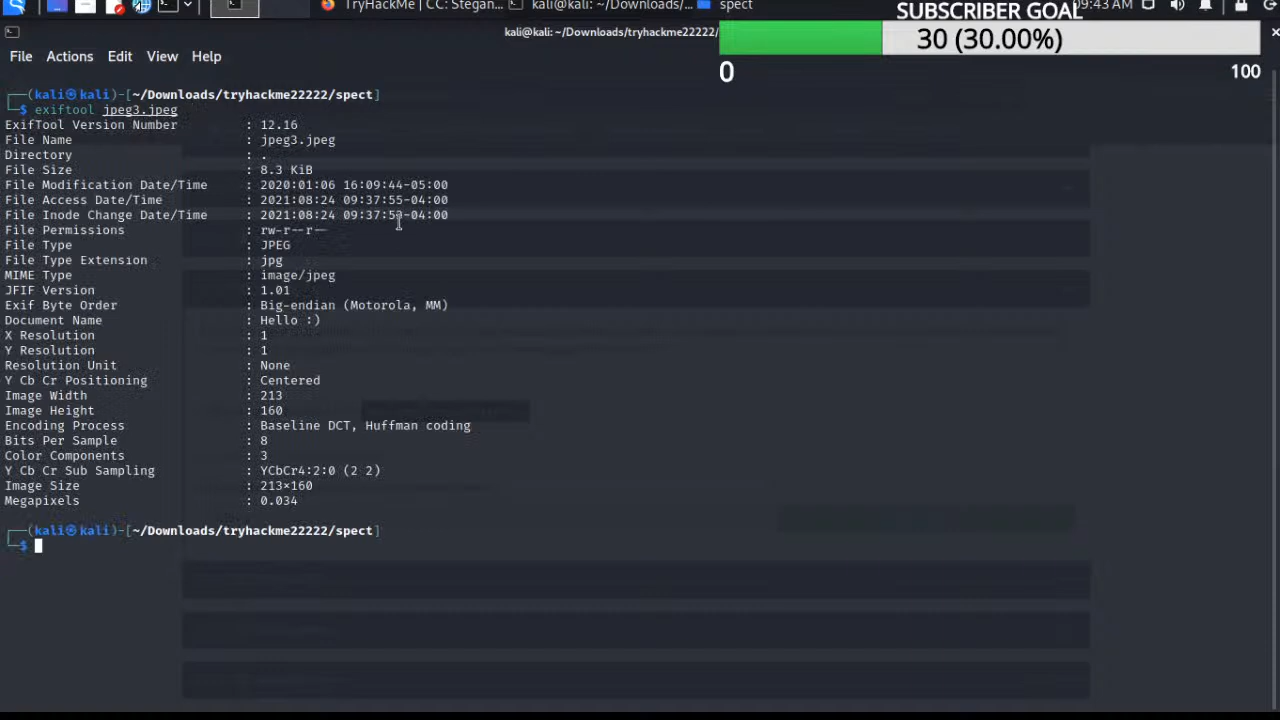 TryHackMe | CC: Stegan...
kali@kali: ~/Downloads/...
spect
09:43 AM
SUBSCRIBER GOAL
30 (30.00%)
0
100
kali@kali: ~/Downloads/tryhackme22222/
File Actions Edit View Help
┌──(kali㉿kali)-[~/Downloads/tryhackme22222/spect]
└─$ exiftool jpeg3.jpeg
ExifTool Version Number : 12.16
File Name : jpeg3.jpeg
Directory : .
File Size : 8.3 KiB
File Modification Date/Time : 2020:01:06 16:09:44-05:00
File Access Date/Time : 2021:08:24 09:37:55-04:00
File Inode Change Date/Time : 2021:08:24 09:37:50-04:00
File Permissions : rw-r--r--
File Type : JPEG
File Type Extension : jpg
MIME Type : image/jpeg
JFIF Version : 1.01
Exif Byte Order : Big-endian (Motorola, MM)
Document Name : Hello :)
X Resolution : 1
Y Resolution : 1
Resolution Unit : None
Y Cb Cr Positioning : Centered
Image Width : 213
Image Height : 160
Encoding Process : Baseline DCT, Huffman coding
Bits Per Sample : 8
Color Components : 3
Y Cb Cr Sub Sampling : YCbCr4:2:0 (2 2)
Image Size : 213×160
Megapixels : 0.034
┌──(kali㉿kali)-[~/Downloads/tryhackme22222/spect]
└─$